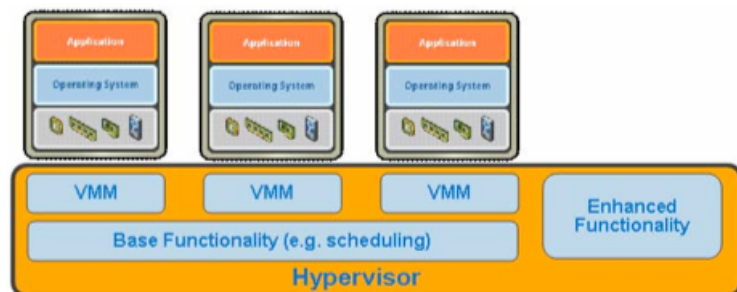 Application
Application
Application
Operating System
Operating System
Operating System
VMM
VMM
VMM
Enhanced
Functionality
Base Functionality (e.g. scheduling)
Hypervisor